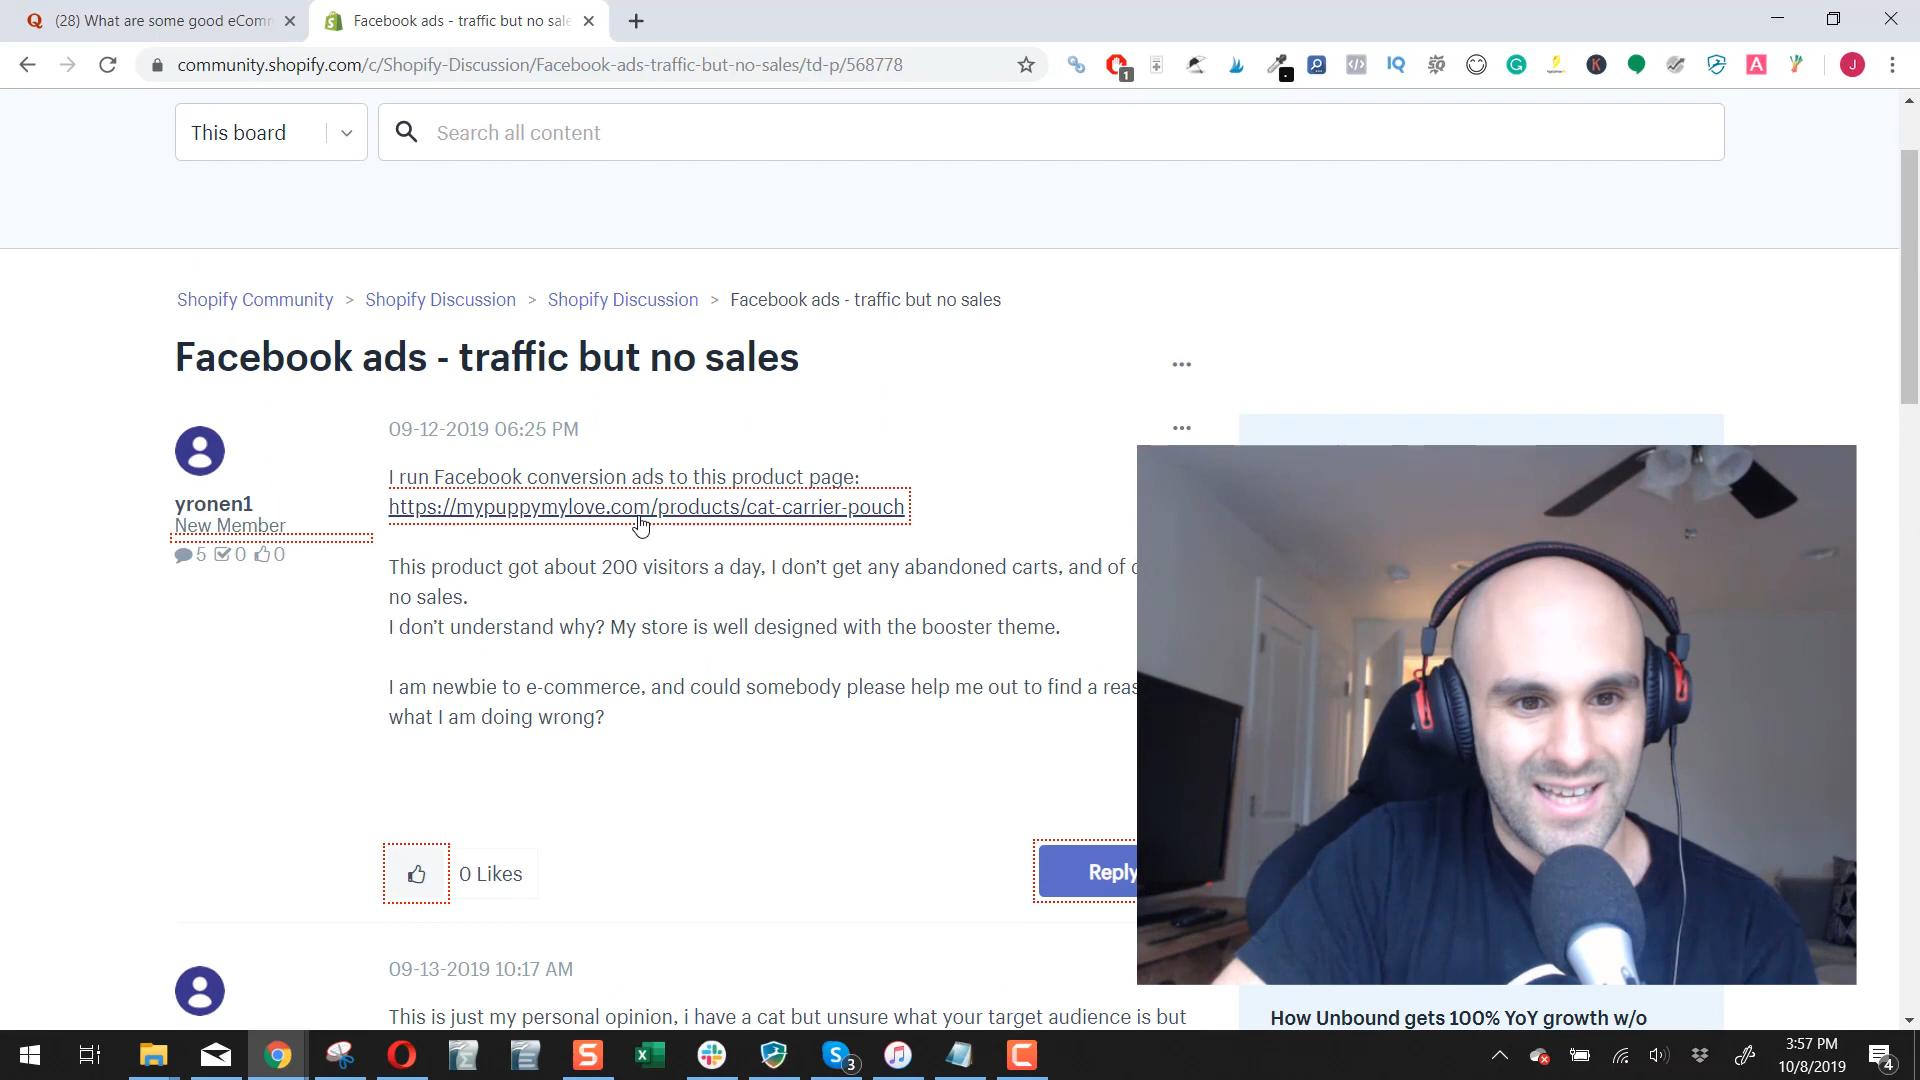 (28) What are some good eComm
Facebook ads - traffic but no sale
community.shopify.com/c/Shopify-Discussion/Facebook-ads-traffic-but-no-sales/td-p/568778
1
IQ
K
A
J
This board
Search all content
Shopify Community > Shopify Discussion > Shopify Discussion > Facebook ads - traffic but no sales
Facebook ads - traffic but no sales
09-12-2019 06:25 PM
I run Facebook conversion ads to this product page:
https://mypuppymylove.com/products/cat-carrier-pouch
yronen1
New Member
5 0 0
This product got about 200 visitors a day, I don't get any abandoned carts, and of
no sales.
I don't understand why? My store is well designed with the booster theme.
I am newbie to e-commerce, and could somebody please help me out to find a
what I am doing wrong?
0 Likes
Reply
09-13-2019 10:17 AM
This is just my personal opinion, i have a cat but unsure what your target audience is but
How Unbound gets 100% YoY growth w/o
3
3:57 PM
10/8/2019
4